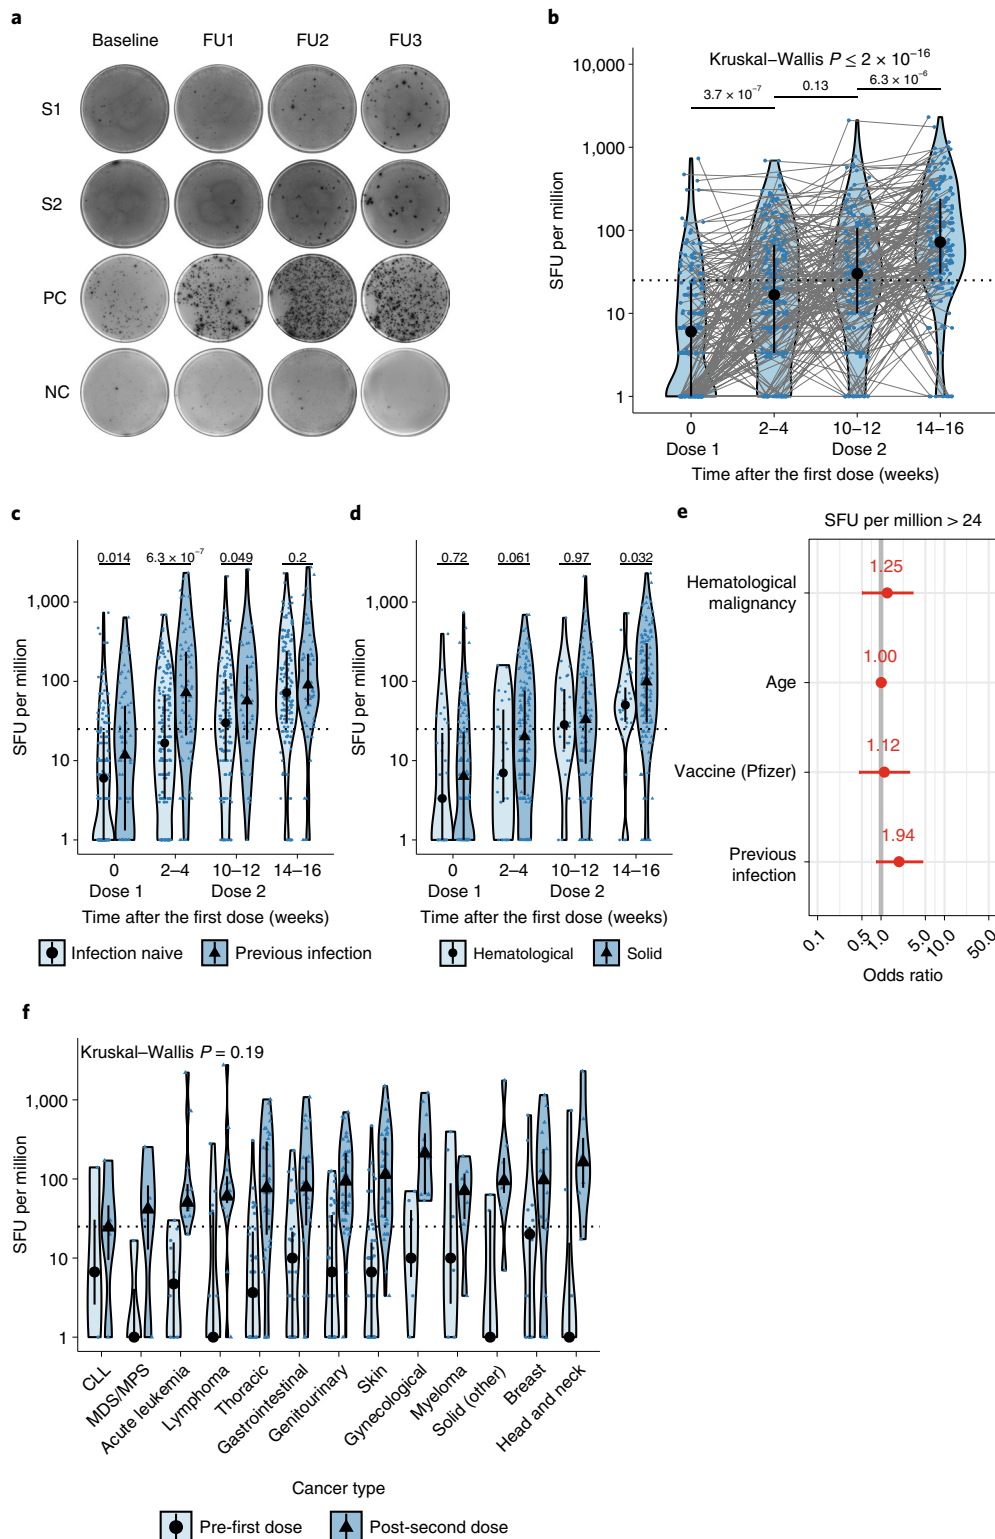 a
Baseline FU1 FU2 FU3
S1
S2
PC
NC
b
Kruskal–Wallis P ≤ 2 × 10−16
3.7 × 10−7 0.13 6.3 × 10−6
SFU per million
10,000
1,000
100
10
1
0 2–4 10–12 14–16
Dose 1 Dose 2
Time after the first dose (weeks)
c
0.014 6.3 × 10−7 0.049 0.2
SFU per million
1,000
100
10
1
0 2–4 10–12 14–16
Dose 1 Dose 2
Time after the first dose (weeks)
Infection naive Previous infection
d
0.72 0.061 0.97 0.032
SFU per million
1,000
100
10
1
0 2–4 10–12 14–16
Dose 1 Dose 2
Time after the first dose (weeks)
Hematological Solid
e
SFU per million > 24
Hematological
malignancy
1.25
Age
1.00
Vaccine (Pfizer)
1.12
Previous
infection
1.94
0.1 0.5 1.0 5.0 10.0 50.0
Odds ratio
f
Kruskal–Wallis P = 0.19
SFU per million
1,000
100
10
1
CLL
MDS/MPS
Acute leukemia
Lymphoma
Thoracic
Gastrointestinal
Genitourinary
Skin
Gynecological
Myeloma
Solid (other)
Breast
Head and neck
Cancer type
Pre-first dose Post-second dose